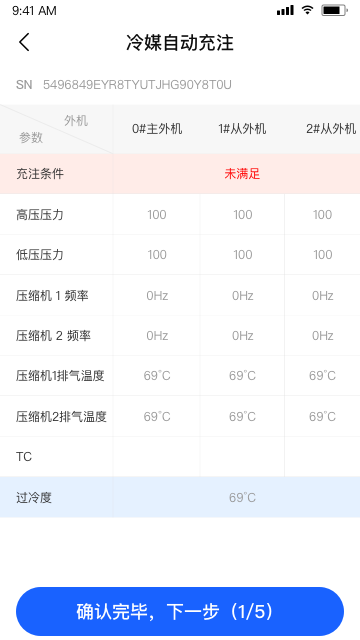 9:41 AM
冷媒自动充注
SN 5496849EYR8TYUTJHG90Y8T0U
外机
参数
0#主外机 1#从外机 2#从外机
充注条件 未满足
高压压力 100 100 100
低压压力 100 100 100
压缩机 1 频率 0Hz 0Hz 0Hz
压缩机 2 频率 0Hz 0Hz 0Hz
压缩机1排气温度 69°C 69°C 69°C
压缩机2排气温度 69°C 69°C 69°C
TC
过冷度 69°C
确认完毕，下一步（1/5）